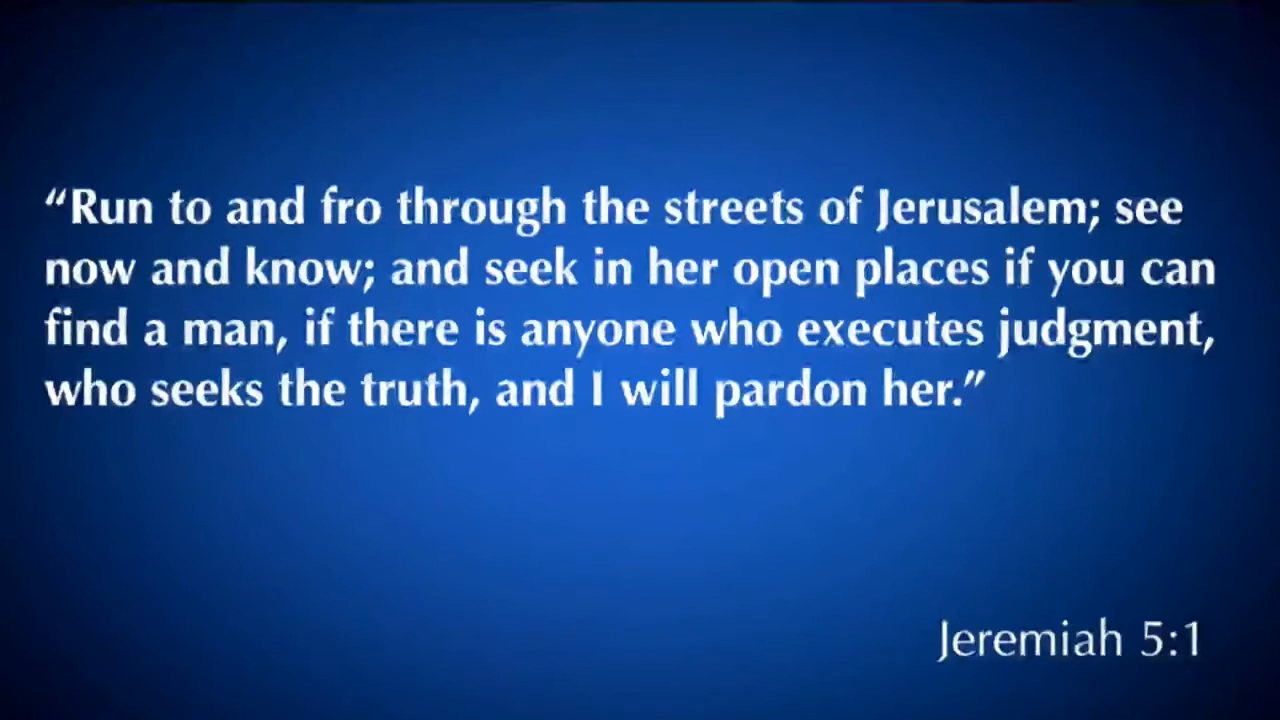 “Run to and fro through the streets of Jerusalem; see
now and know; and seek in her open places if you can
find a man, if there is anyone who executes judgment,
who seeks the truth, and I will pardon her.”
Jeremiah 5:1